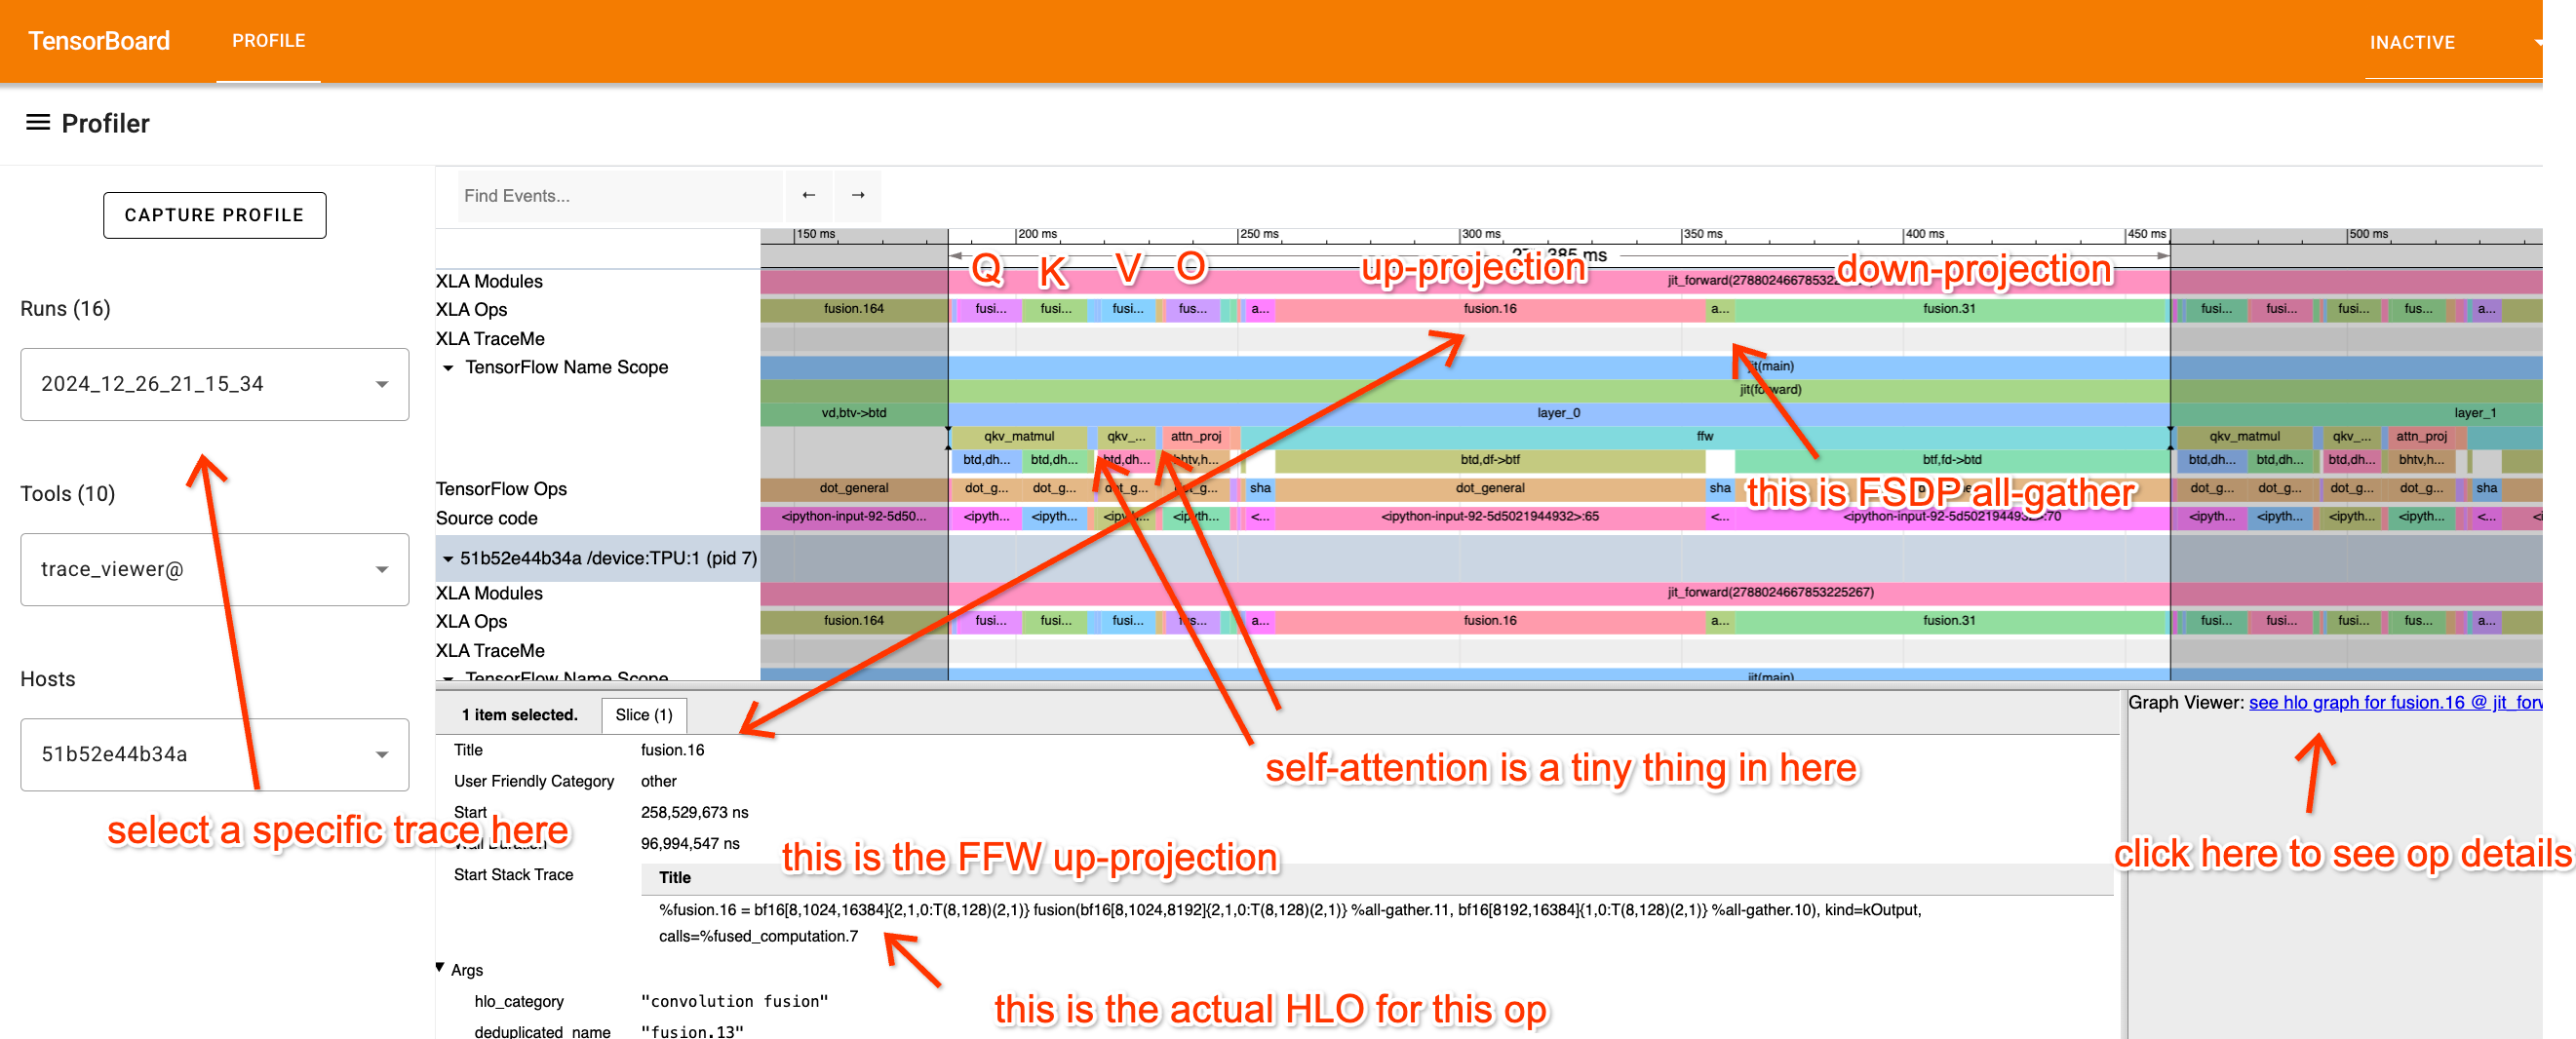 TensorBoard PROFILE INACTIVE
Profiler
CAPTURE PROFILE
Runs (16)
2024_12_26_21_15_34
Tools (10)
trace_viewer@
Hosts
51b52e44b34a
select a specific trace here
Find Events... ← →
150 ms 200 ms 250 ms 300 ms 350 ms 400 ms 450 ms 500 ms
385 ms
Q K V O up-projection down-projection
XLA Modules
XLA Ops fusion.164 fusi... fusi... fusi... fus... a... fusion.16 a... fusion.31 fusi... fusi... fusi... fus... a...
XLA TraceMe
TensorFlow Name Scope jit(main)
jit(forward)
vd,btv->btd layer_0 layer_1
qkv_matmul qkv_... attn_proj ffw qkv_matmul qkv_... attn_proj
btd,dh... btd,dh... btd,dh... bhtv,h... btd,df->btf btf,fd->btd btd,dh... btd,dh... btd,dh... bhtv,h...
TensorFlow Ops dot_general dot_g... dot_g... dot_g... dot_g... sha dot_general sha dot_g... dot_g... dot_g... dot_g... sha
this is FSDP all-gather
Source code <ipython-input-92-5d50... <ipyth... <ipyth... <ipyth... <ipyth... <... <ipython-input-92-5d5021944932>:65 <... <ipython-input-92-5d5021944932>:70 <ipyth... <ipyth... <ipyth... <ipyth... <... <i
51b52e44b34a /device:TPU:1 (pid 7)
XLA Modules jit_forward(2788024667853225267)
XLA Ops fusion.164 fusi... fusi... fusi... fus... a... fusion.16 a... fusion.31 fusi... fusi... fusi... fus... a...
XLA TraceMe
TensorFlow Name Scope jit(main)
1 item selected. Slice (1)
Graph Viewer: see hlo graph for fusion.16 @ jit_forw
Title fusion.16
User Friendly Category other
Start 258,529,673 ns
Wall Duration 96,994,547 ns
Start Stack Trace
Title
%fusion.16 = bf16[8,1024,16384]{2,1,0:T(8,128)(2,1)} fusion(bf16[8,1024,8192]{2,1,0:T(8,128)(2,1)} %all-gather.11, bf16[8192,16384]{1,0:T(8,128)(2,1)} %all-gather.10), kind=kOutput,
calls=%fused_computation.7
self-attention is a tiny thing in here
this is the FFW up-projection
click here to see op details
this is the actual HLO for this op
Args
hlo_category "convolution fusion"
deduplicated_name "fusion.13"